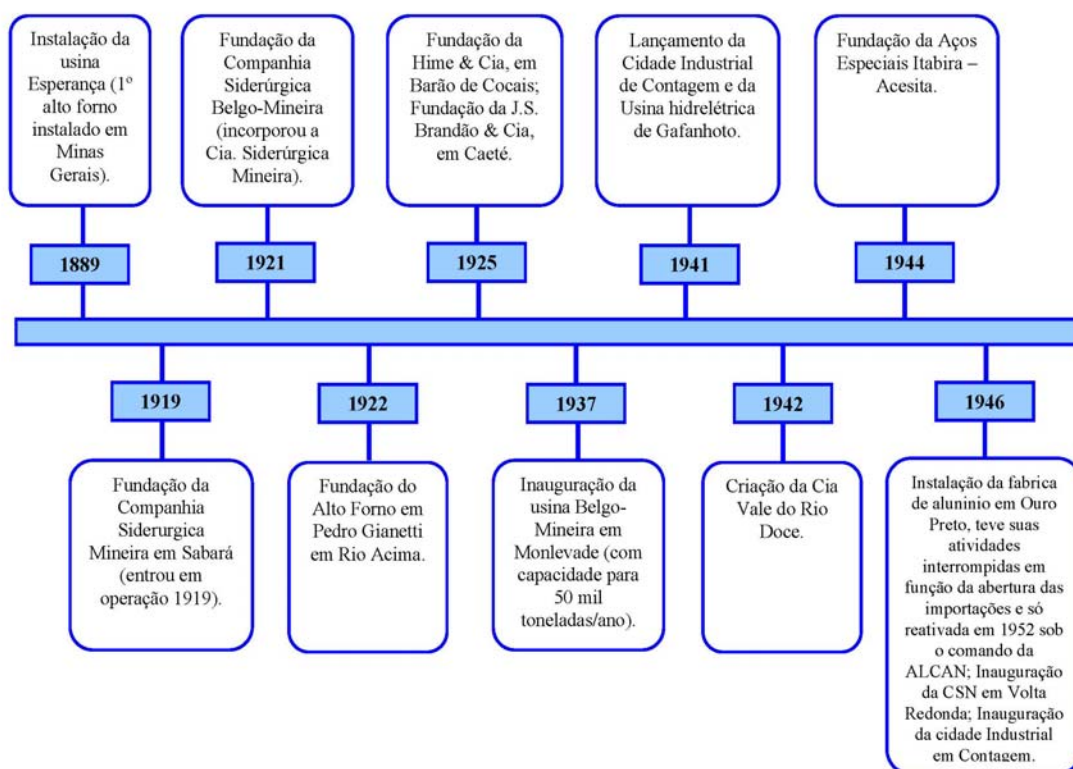 Instalação da
usina
Esperança (1º
alto forno
instalado em
Minas
Gerais).
Fundação da
Companhia
Siderúrgica
Belgo-Mineira
(incorporou a
Cia. Siderúrgica
Mineira).
Fundação da
Hime & Cia, em
Barão de Cocais;
Fundação da J.S.
Brandão & Cia,
em Caeté.
Lançamento da
Cidade Industrial
de Contagem e da
Usina hidrelétrica
de Gafanhoto.
Fundação da Aços
Especiais Itabira –
Acesita.
1889
1921
1925
1941
1944
1919
1922
1937
1942
1946
Fundação da
Companhia
Siderurgica
Mineira em Sabará
(entrou em
operação 1919).
Fundação do
Alto Forno em
Pedro Gianetti
em Rio Acima.
Inauguração da
usina Belgo-
Mineira em
Monlevade (com
capacidade para
50 mil
toneladas/ano).
Criação da Cia
Vale do Rio
Doce.
Instalação da fabrica
de aluninio em Ouro
Preto, teve suas
atividades
interrompidas em
função da abertura das
importações e só
reativada em 1952 sob
o comando da
ALCAN; Inauguração
da CSN em Volta
Redonda; Inauguração
da cidade Industrial
em Contagem.